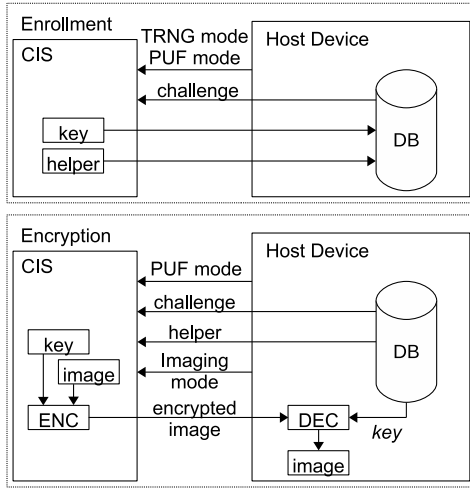 Enrollment
CIS
TRNG mode
PUF mode
challenge
Host Device
key
helper
DB
Encryption
CIS
Host Device
PUF mode
challenge
helper
Imaging
mode
key
image
DB
ENC
encrypted
image
DEC
key
image